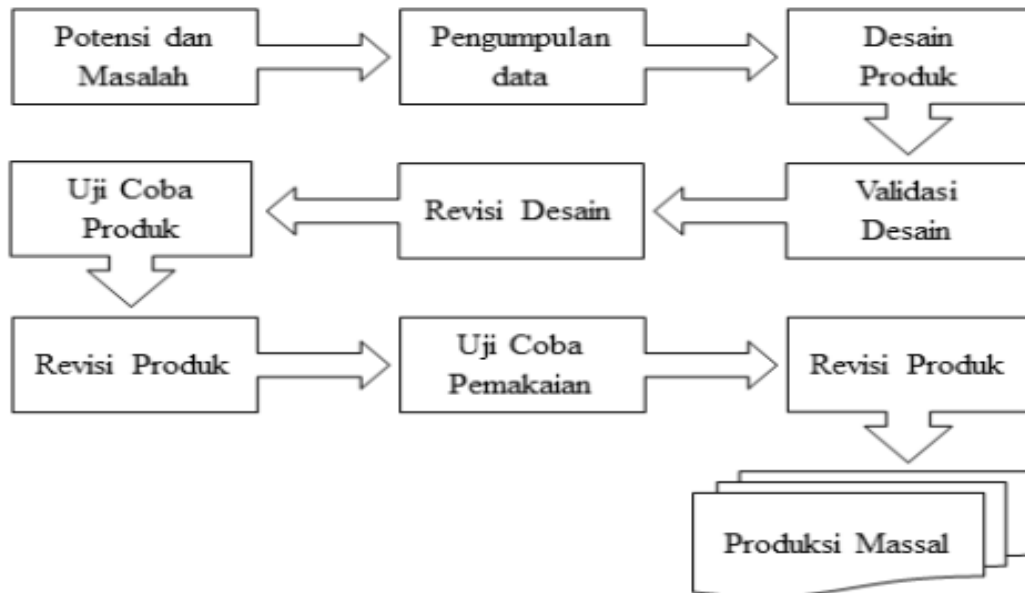 Potensi dan
Masalah
Pengumpulan
data
Desain
Produk
Validasi
Desain
Revisi Desain
Uji Coba
Produk
Revisi Produk
Uji Coba
Pemakaian
Revisi Produk
Produksi Massal